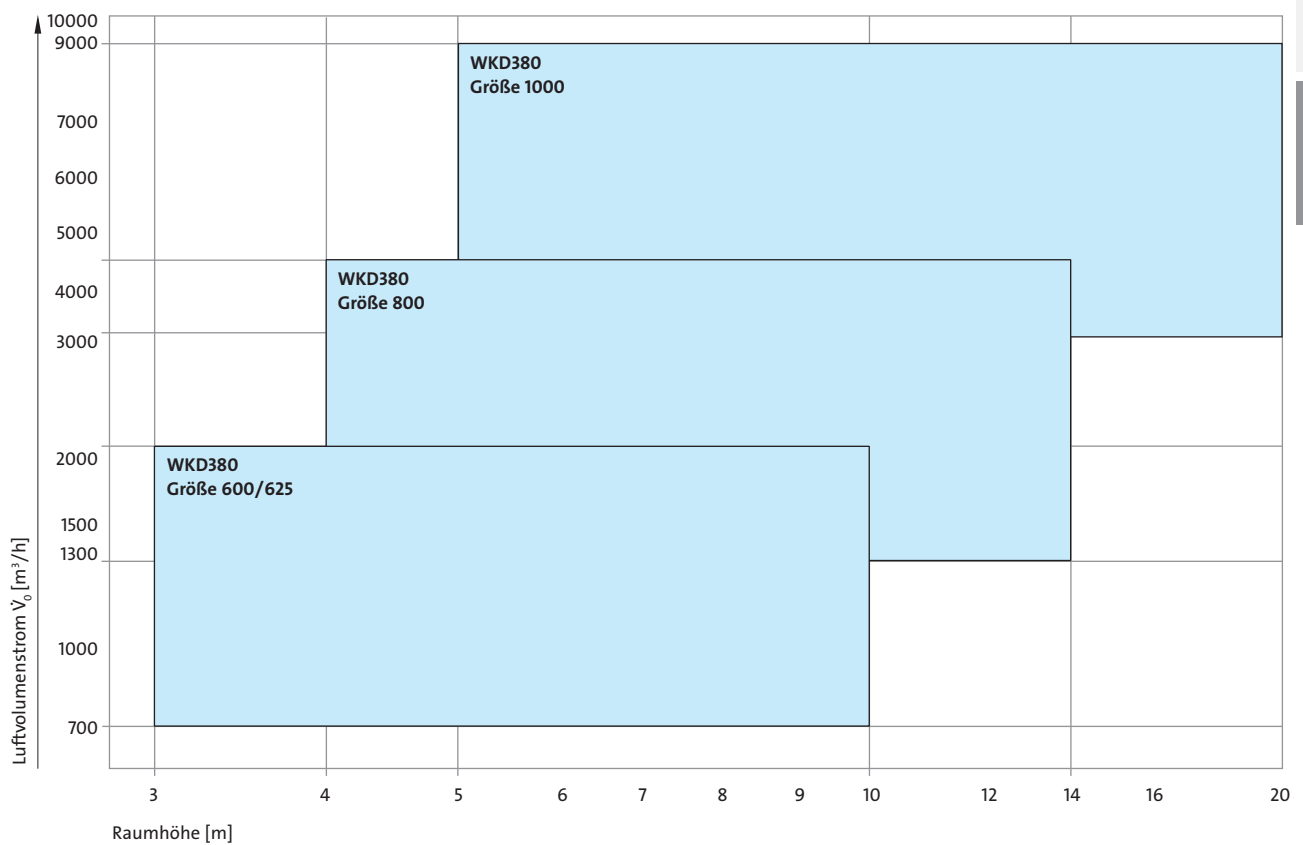 10000
9000
7000
6000
5000
4000
3000
2000
1500
1300
1000
700
Luftvolumenstrom V̇₀ [m³/h]
WKD380
Größe 1000
WKD380
Größe 800
WKD380
Größe 600/625
3 4 5 6 7 8 9 10 12 14 16 20
Raumhöhe [m]